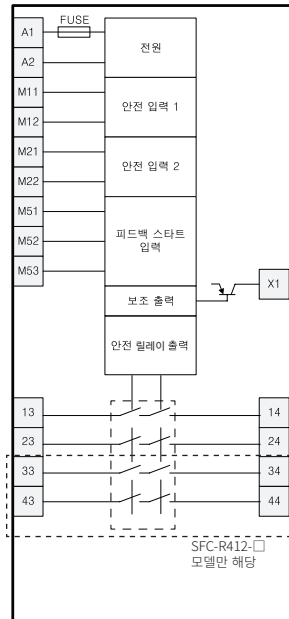 A1
FUSE
전원
A2
M11
안전 입력 1
M12
M21
안전 입력 2
M22
M51
피드백 스타트
입력
M52
M53
보조 출력
X1
안전 릴레이 출력
13
14
23
24
33
34
43
44
SFC-R412-□
모델만 해당